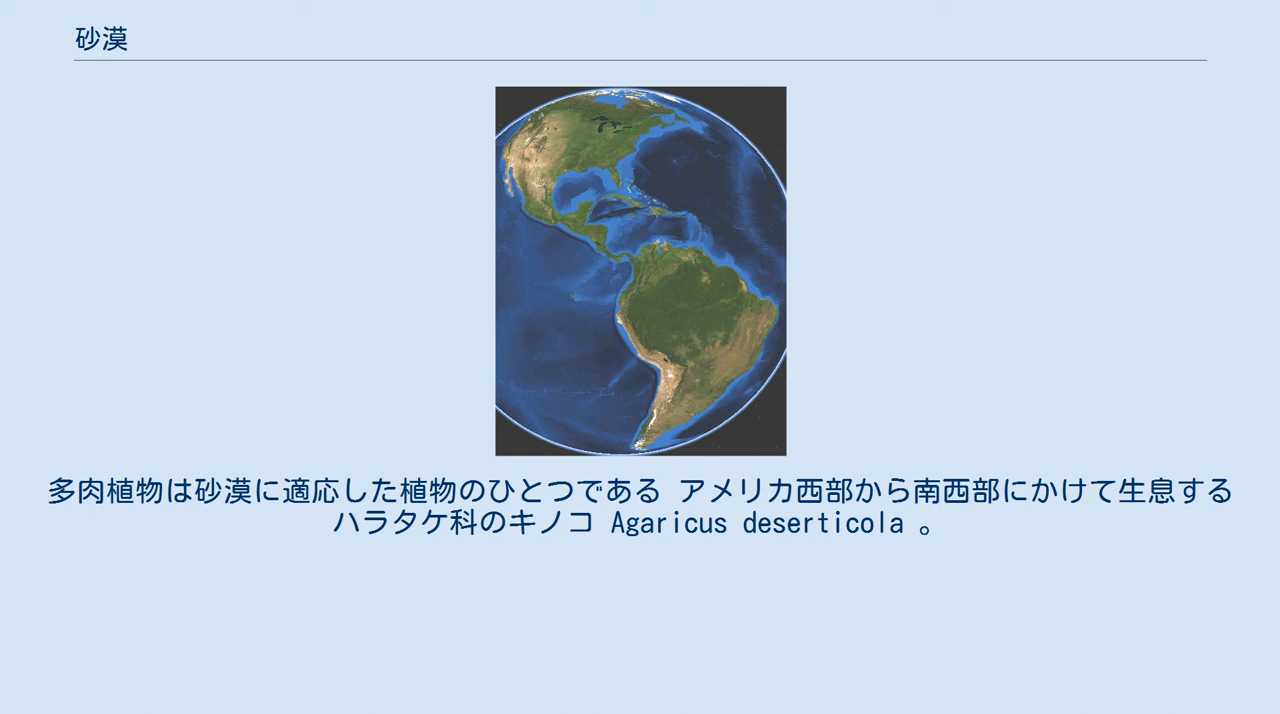 砂漠
多肉植物は砂漠に適応した植物のひとつである アメリカ西部から南西部にかけて生息する
ハラタケ科のキノコ Agaricus deserticola 。